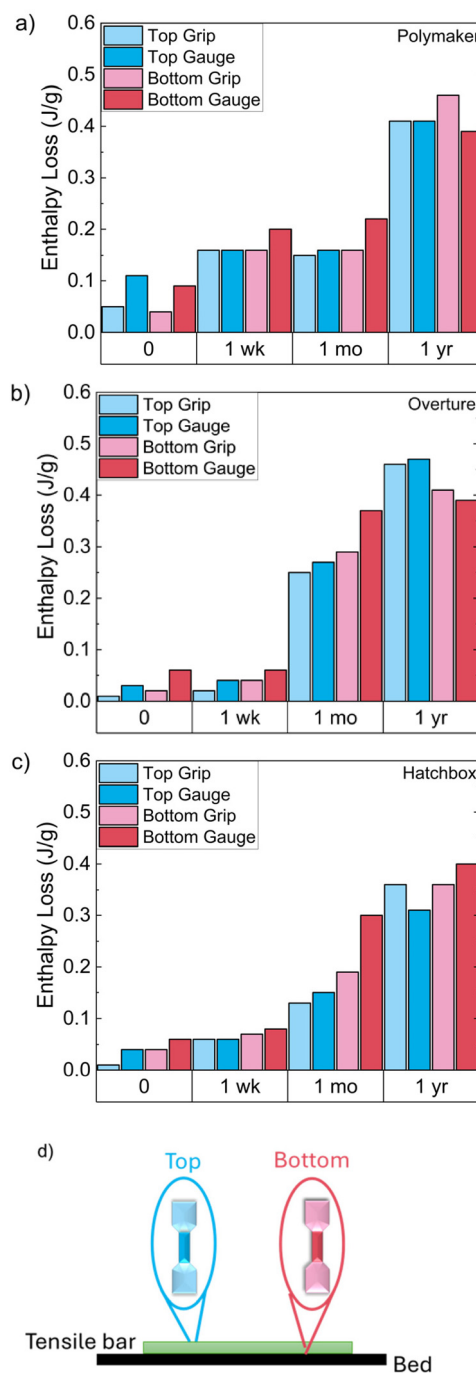 a)
Top Grip
Top Gauge
Bottom Grip
Bottom Gauge
Polymaker
Enthalpy Loss (J/g)
0.6
0.5
0.4
0.3
0.2
0.1
0.0
0 1 wk 1 mo 1 yr
b)
Top Grip
Top Gauge
Bottom Grip
Bottom Gauge
Overture
Enthalpy Loss (J/g)
0.6
0.5
0.4
0.3
0.2
0.1
0.0
0 1 wk 1 mo 1 yr
c)
Top Grip
Top Gauge
Bottom Grip
Bottom Gauge
Hatchbox
Enthalpy Loss (J/g)
0.6
0.5
0.4
0.3
0.2
0.1
0.0
0 1 wk 1 mo 1 yr
d)
Top Bottom
Tensile bar
Bed